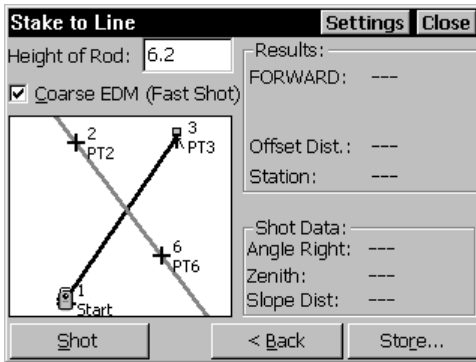 Stake to Line Settings Close
Height of Rod: 6.2
Coarse EDM (Fast Shot)
2
PT2
3
PT3
6
PT6
1
Start
Results:
FORWARD: ---
Offset Dist.: ---
Station: ---
Shot Data:
Angle Right: ---
Zenith: ---
Slope Dist: ---
Shot < Back Store...